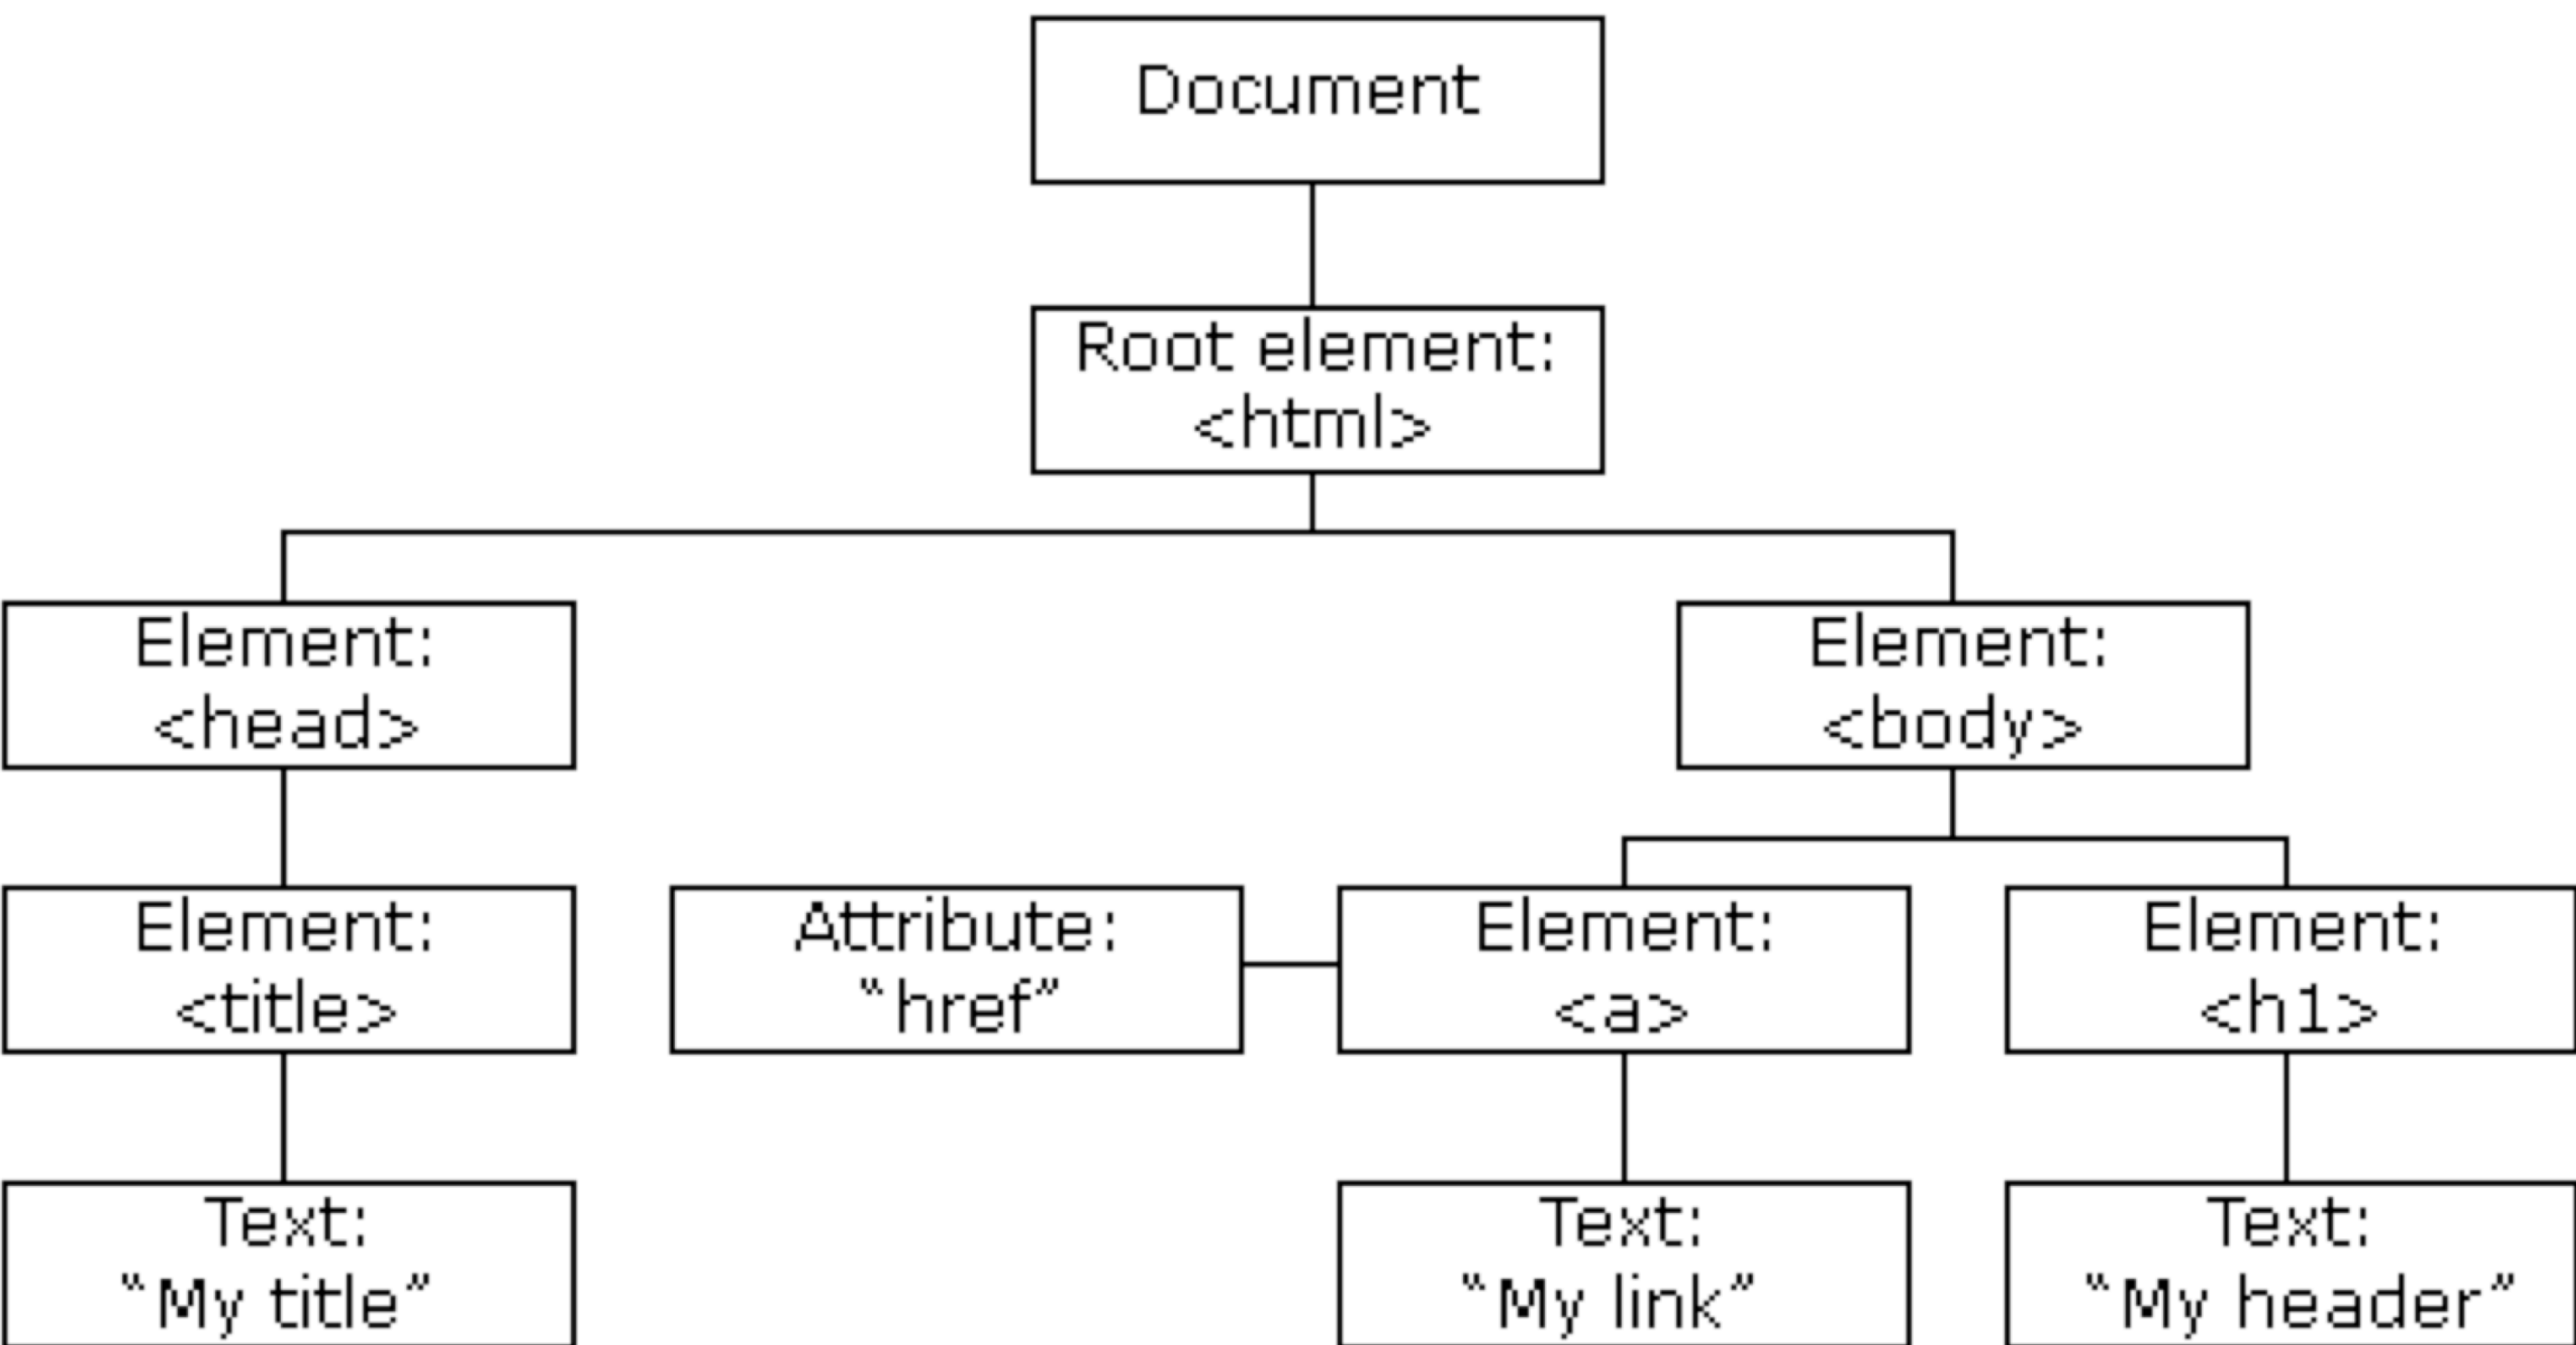 Document
Root element:
<html>
Element:
<head>
Element:
<body>
Element:
<title>
Attribute:
“href”
Element:
<a>
Element:
<h1>
Text:
“My title”
Text:
“My link”
Text:
“My header”